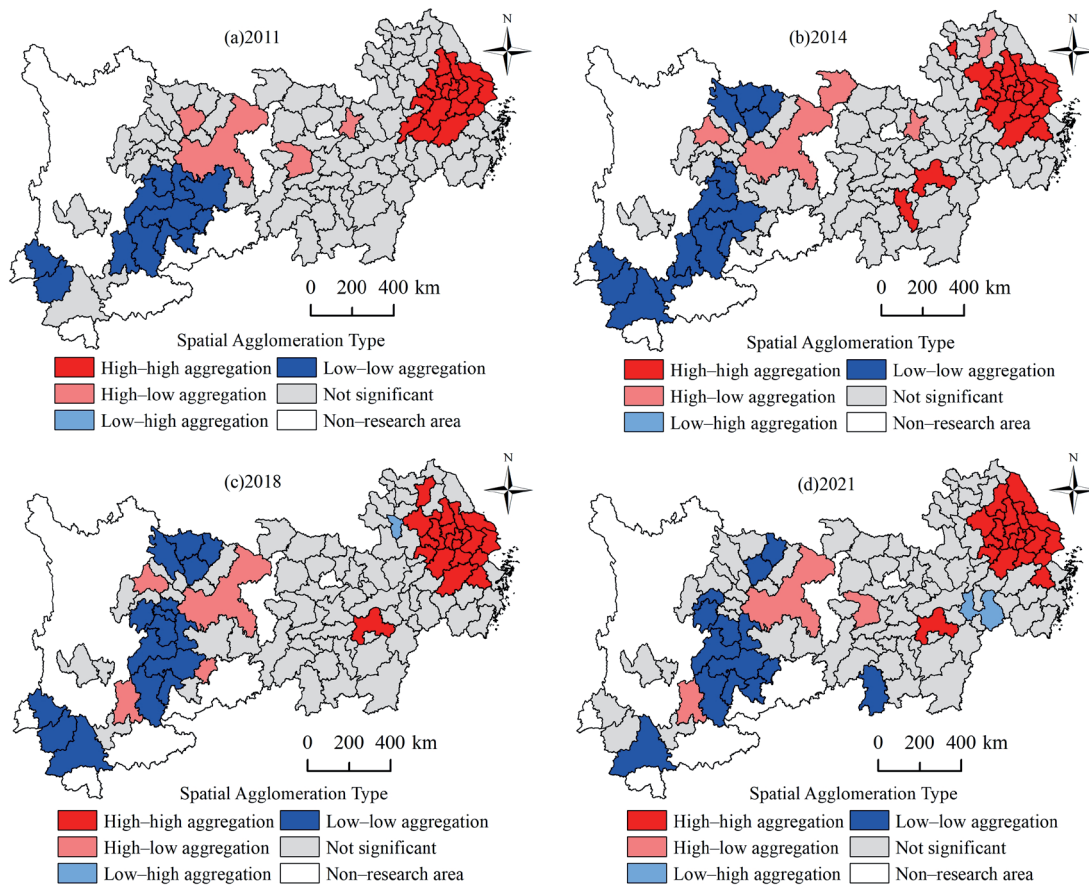 (a)2011
N
0 200 400 km
Spatial Agglomeration Type
High–high aggregation
Low–low aggregation
High–low aggregation
Not significant
Low–high aggregation
Non–research area
(b)2014
N
0 200 400 km
Spatial Agglomeration Type
High–high aggregation
Low–low aggregation
High–low aggregation
Not significant
Low–high aggregation
Non–research area
(c)2018
N
0 200 400 km
Spatial Agglomeration Type
High–high aggregation
Low–low aggregation
High–low aggregation
Not significant
Low–high aggregation
Non–research area
(d)2021
N
0 200 400 km
Spatial Agglomeration Type
High–high aggregation
Low–low aggregation
High–low aggregation
Not significant
Low–high aggregation
Non–research area